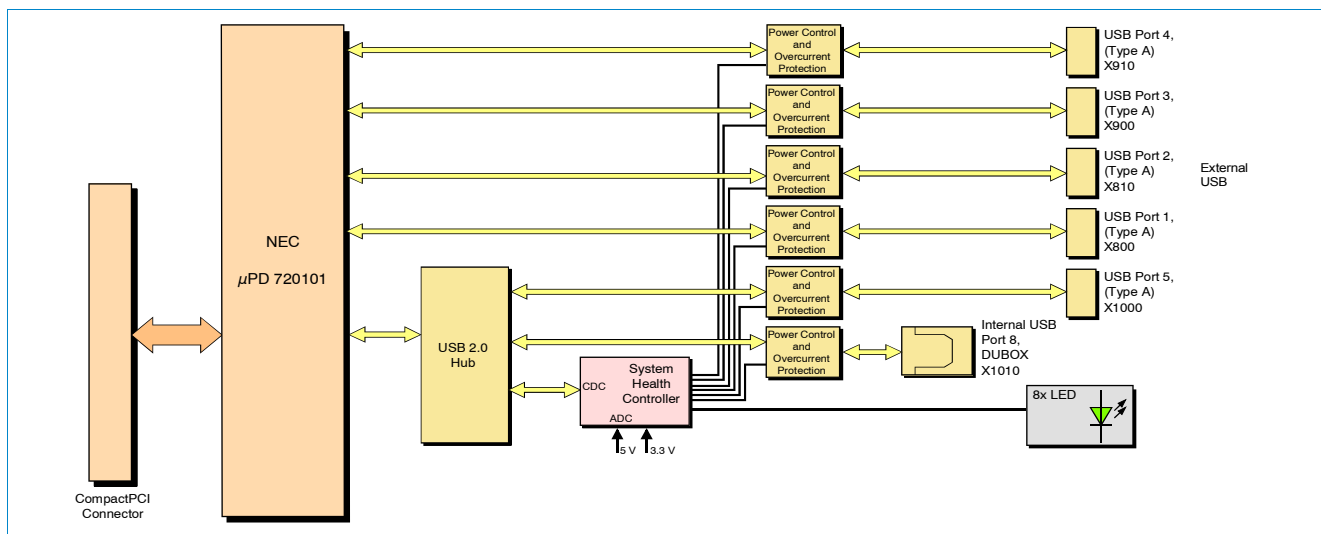 Power Control
and
Overcurrent
Protection
USB Port 4,
(Type A)
X910
Power Control
and
Overcurrent
Protection
USB Port 3,
(Type A)
X900
Power Control
and
Overcurrent
Protection
USB Port 2,
(Type A)
X810
External
USB
Power Control
and
Overcurrent
Protection
USB Port 1,
(Type A)
X800
NEC
µPD 720101
Power Control
and
Overcurrent
Protection
USB Port 5,
(Type A)
X1000
USB 2.0
Hub
Power Control
and
Overcurrent
Protection
Internal USB
Port 8,
DUBOX
X1010
System
Health
Controller
CDC
ADC
5 V
3.3 V
8x LED
CompactPCI
Connector